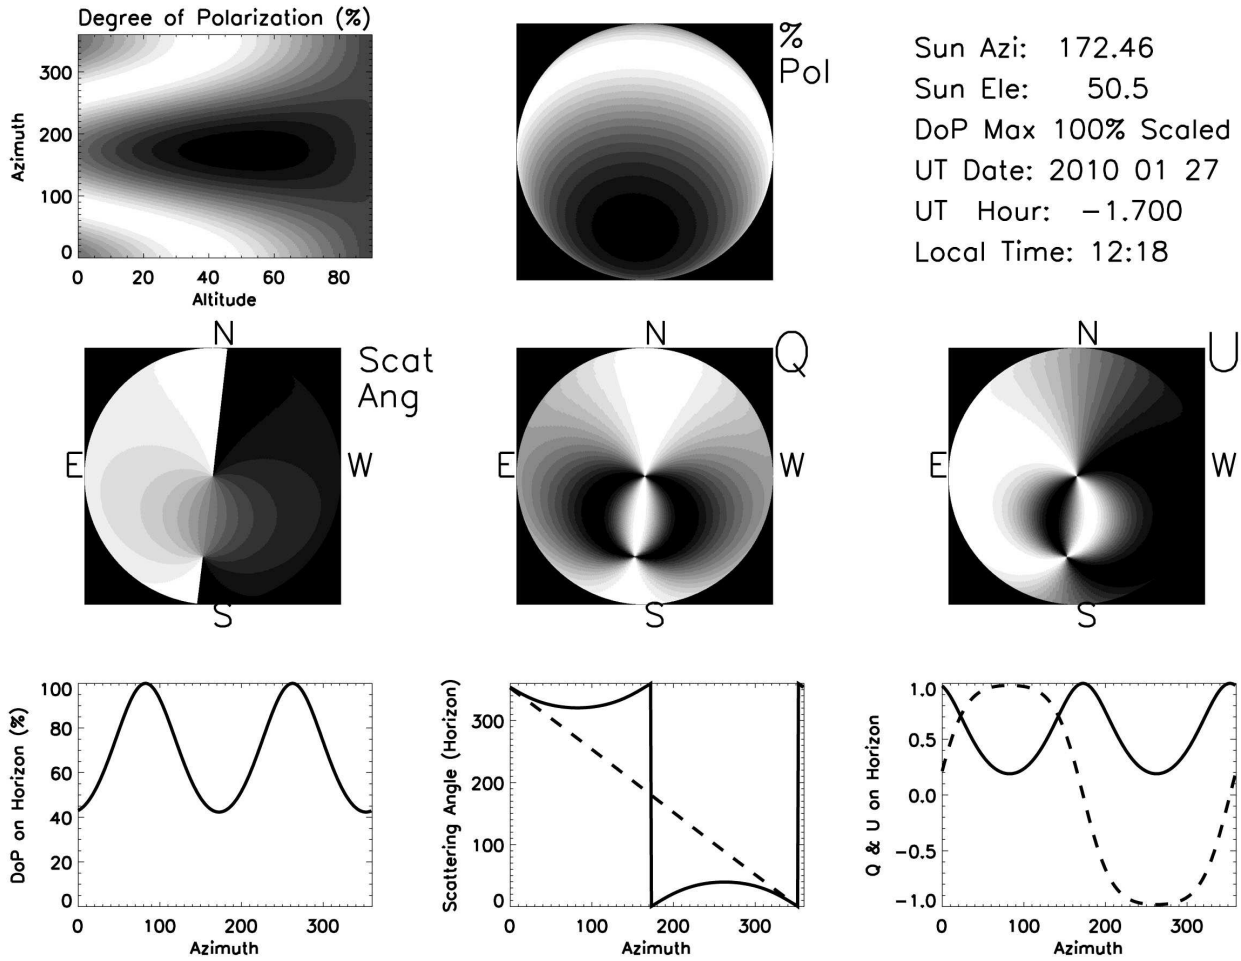 Degree of Polarization (%)
300
200
100
0
Azimuth
0 20 40 60 80
Altitude
%
Pol
Sun Azi: 172.46
Sun Ele: 50.5
DoP Max 100% Scaled
UT Date: 2010 01 27
UT Hour: -1.700
Local Time: 12:18
N
E
W
S
Scat
Ang
N
W
S
Q
N
E
W
S
U
E
100
80
60
40
20
0
DoP on Horizon (%)
0 100 200 300
Azimuth
300
200
100
0
Scattering Angle (Horizon)
0 100 200 300
Azimuth
1.0
0.5
0.0
-0.5
-1.0
Q & U on Horizon
0 100 200 300
Azimuth